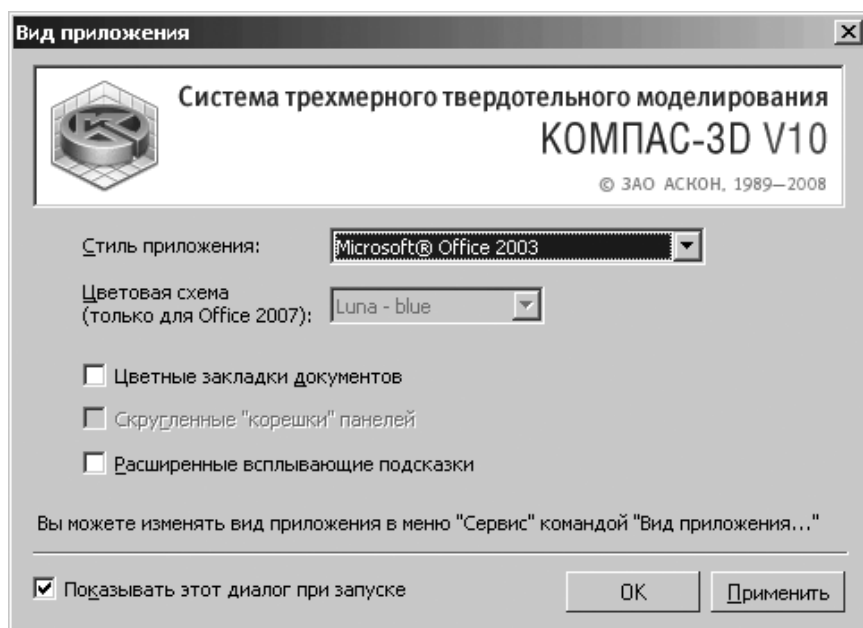 Вид приложения
Система трехмерного твердотельного моделирования
КОМПАС-3D V10
© ЗАО АСКОН, 1989—2008
Стиль приложения: Microsoft® Office 2003
Цветовая схема
(только для Office 2007): Luna - blue
Цветные закладки документов
Скругленные "корешки" панелей
Расширенные всплывающие подсказки
Вы можете изменять вид приложения в меню "Сервис" командой "Вид приложения..."
Показывать этот диалог при запуске OK Применить